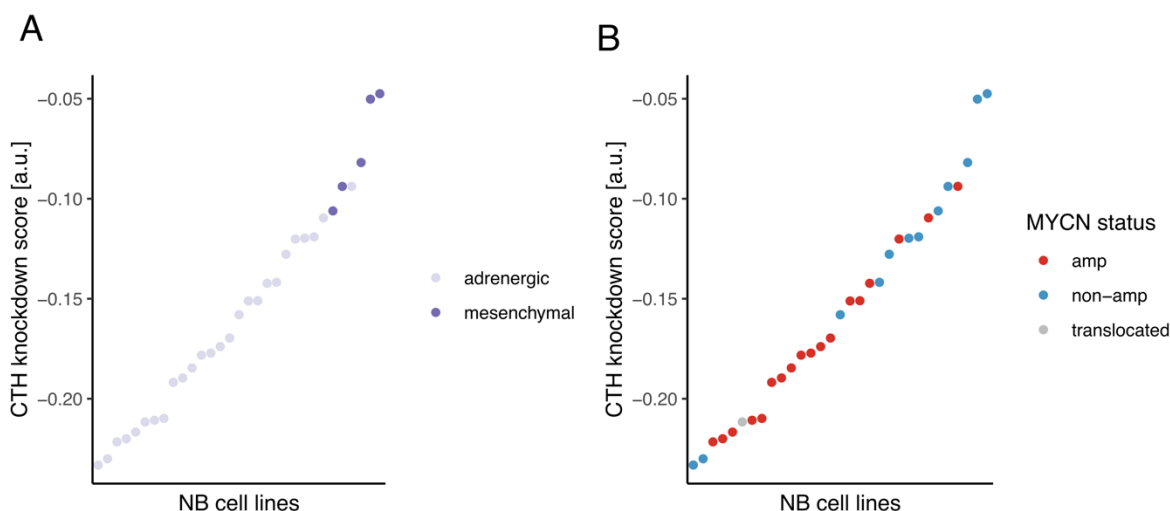 A
CTH knockdown score [a.u.]
−0.05
−0.10
−0.15
−0.20
NB cell lines
adrenergic
mesenchymal
B
CTH knockdown score [a.u.]
−0.05
−0.10
−0.15
−0.20
NB cell lines
MYCN status
amp
non−amp
translocated